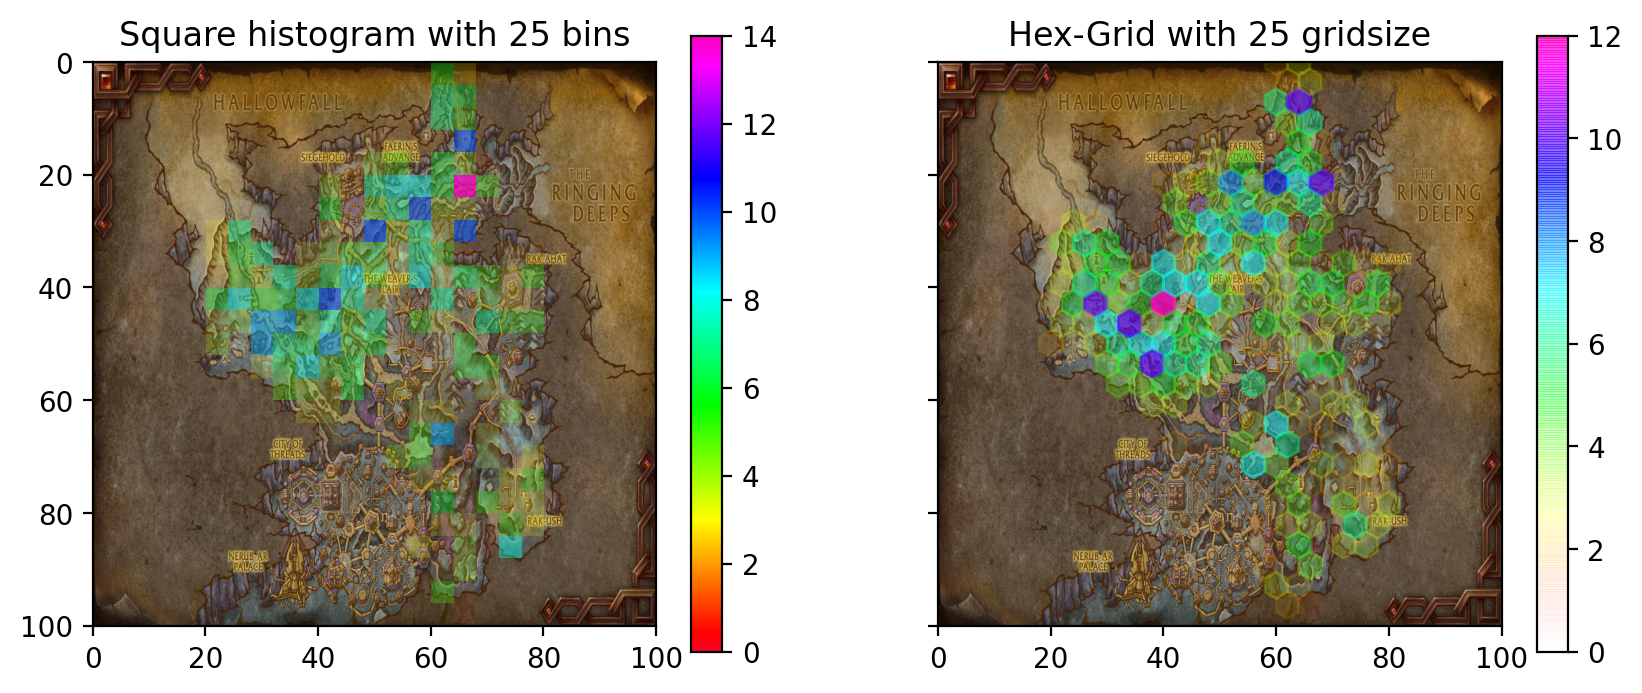 Square histogram with 25 bins
HALLOWFALL
FAERIN'S
ADVANCE
SIEGEHOLD
THE
RINGING
DEEPS
RAK-AHAT
THE WEAVER'S
LAIR
CITY OF
THREADS
RAK-USH
NERUB-AR
PALACE
0
20
40
60
80
100
0
20
40
60
80
100
14
12
10
8
6
4
2
0
Hex-Grid with 25 gridsize
HALLOWFALL
FAERIN'S
ADVANCE
SIEGEHOLD
THE
RINGING
DEEPS
RAK-AHAT
THE WEAVER'S
LAIR
CITY OF
THREADS
RAK-USH
NERUB-AR
PALACE
0
20
40
60
80
100
12
10
8
6
4
2
0